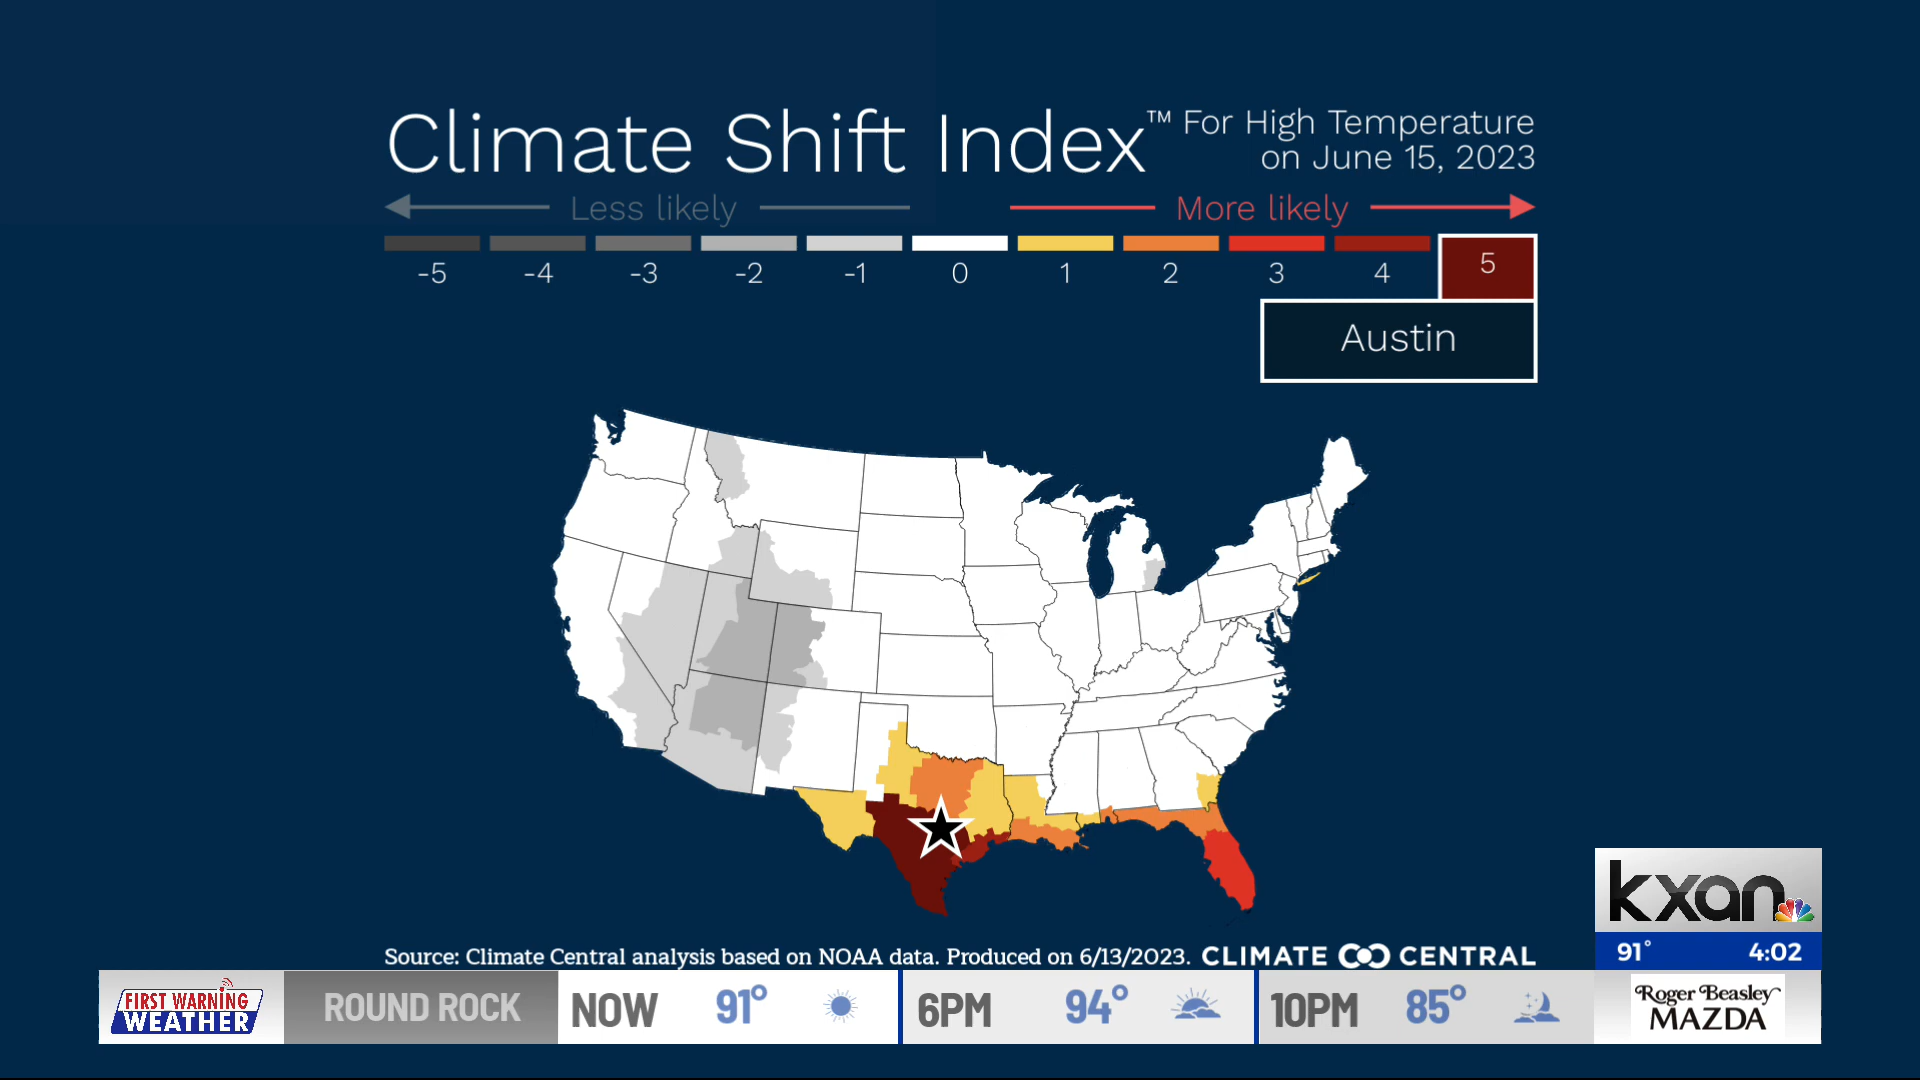 Climate Shift Index™ For High Temperature
on June 15, 2023
Less likely More likely
-5 -4 -3 -2 -1 0 1 2 3 4 5
Austin
Source: Climate Central analysis based on NOAA data. Produced on 6/13/2023. CLIMATE CENTRAL
kxan
91° 4:02
FIRST WARNING
WEATHER
ROUND ROCK NOW 91° 6PM 94° 10PM 85°
Roger Beasley
MAZDA